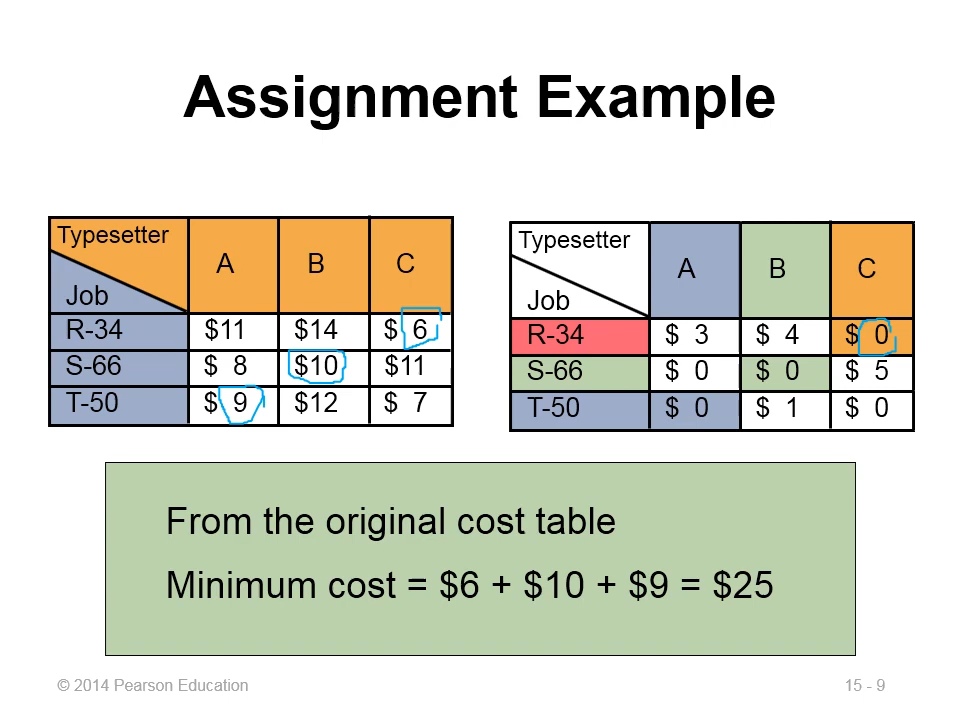 Assignment Example
Typesetter
Job
A B C
R-34 $11 $14 $ 6
S-66 $ 8 $10 $11
T-50 $ 9 $12 $ 7
Typesetter
Job
A B C
R-34 $ 3 $ 4 $ 0
S-66 $ 0 $ 0 $ 5
T-50 $ 0 $ 1 $ 0
From the original cost table
Minimum cost = $6 + $10 + $9 = $25
© 2014 Pearson Education
15 - 9